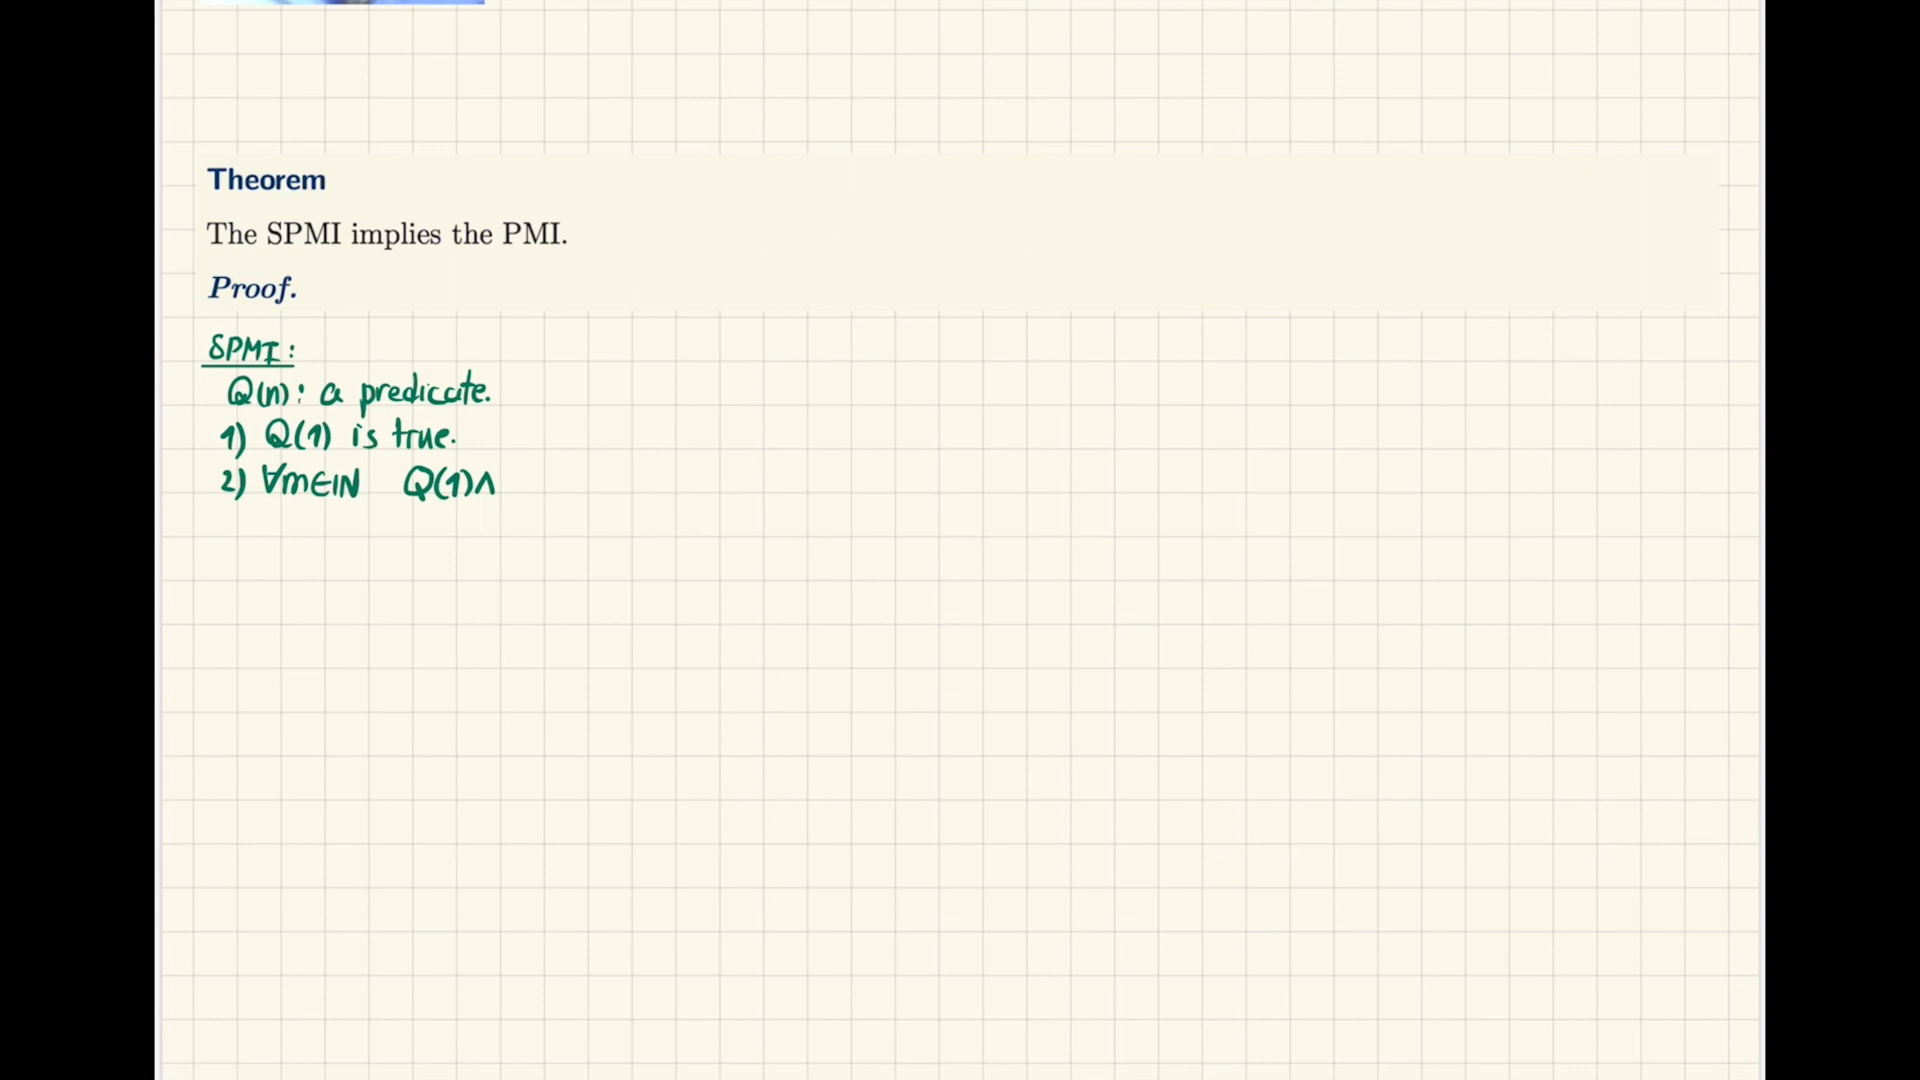 Theorem
The SPMI implies the PMI.
Proof.
SPMI:
Q(n): a predicate.
1) Q(1) is true.
2) ∀m∈ℕ Q(1)∧